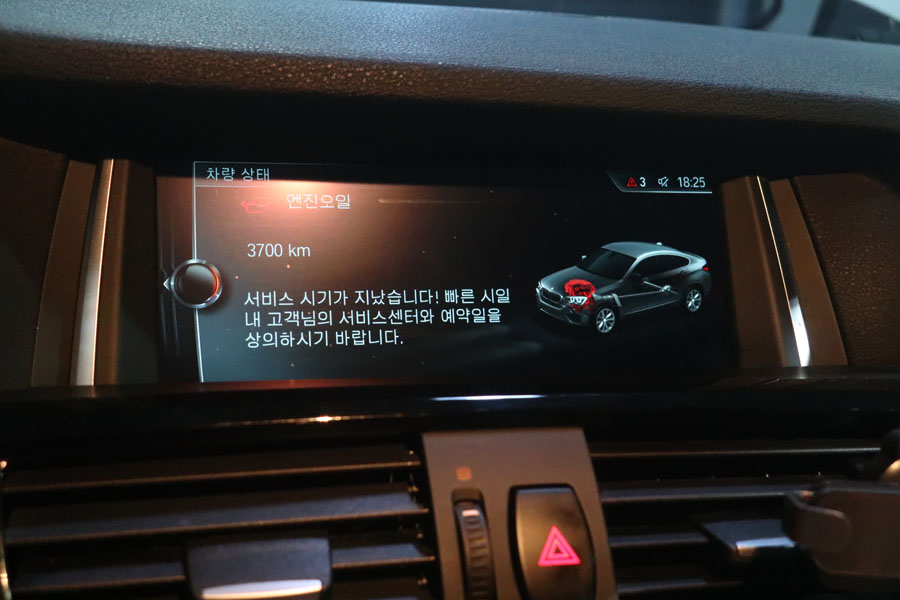 차량 상태
3 18:25
엔진오일
3700 km
서비스 시기가 지났습니다! 빠른 시일
내 고객님의 서비스센터와 예약일을
상의하시기 바랍니다.